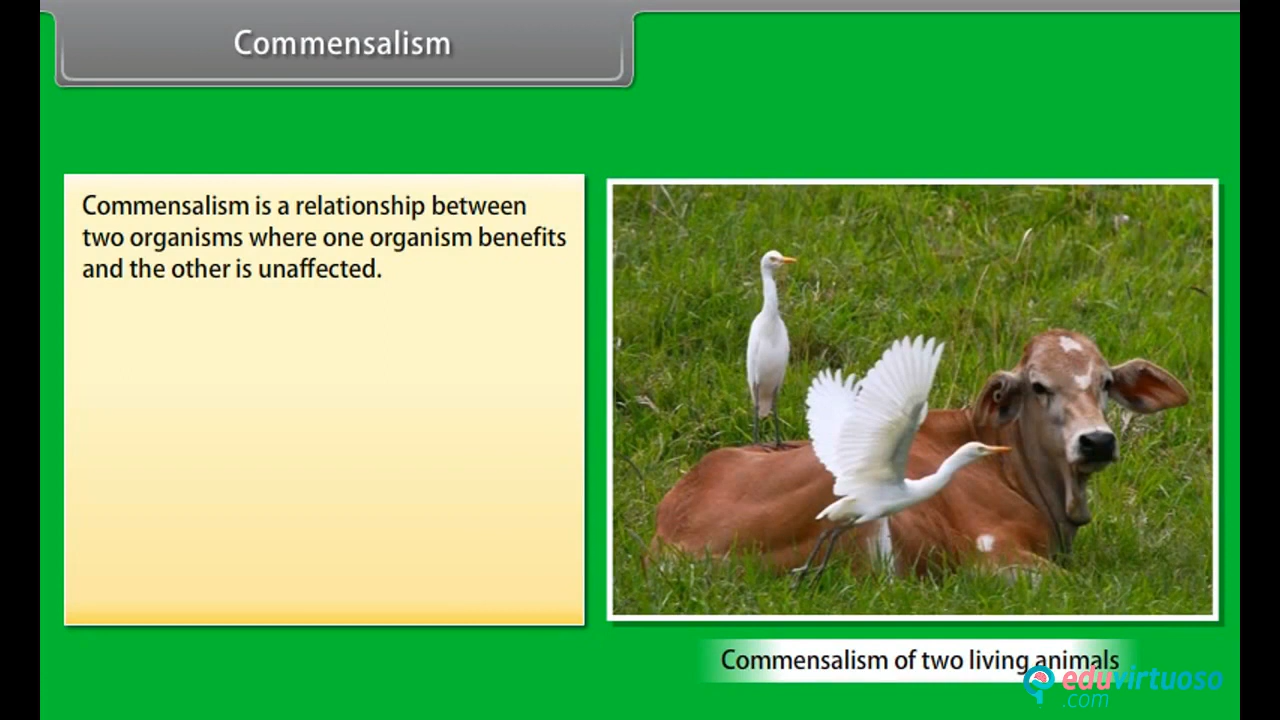 Commensalism
Commensalism is a relationship between
two organisms where one organism benefits
and the other is unaffected.
Commensalism of two living animals
eduvirtuoso
.com